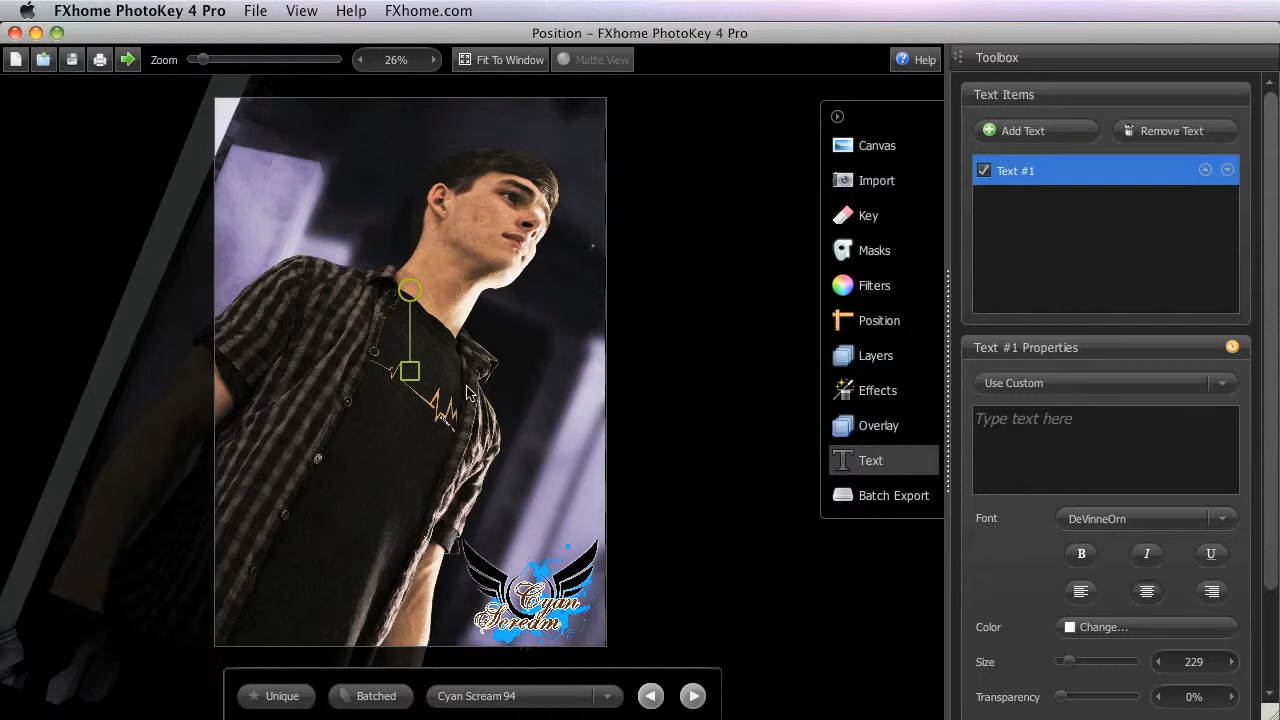 FXhome PhotoKey 4 Pro File View Help FXhome.com
Position – FXhome PhotoKey 4 Pro
Zoom 26% Fit To Window Matte View Help
Toolbox
Text Items
Add Text Remove Text
Text #1
Canvas
Import
Key
Masks
Filters
Position
Layers
Effects
Overlay
Text
Batch Export
Text #1 Properties
Use Custom
Type text here
Font DeVinneOrn
B I U
Color Change...
Size 229
Transparency 0%
Cyan
Scream
Unique Batched Cyan Scream 94